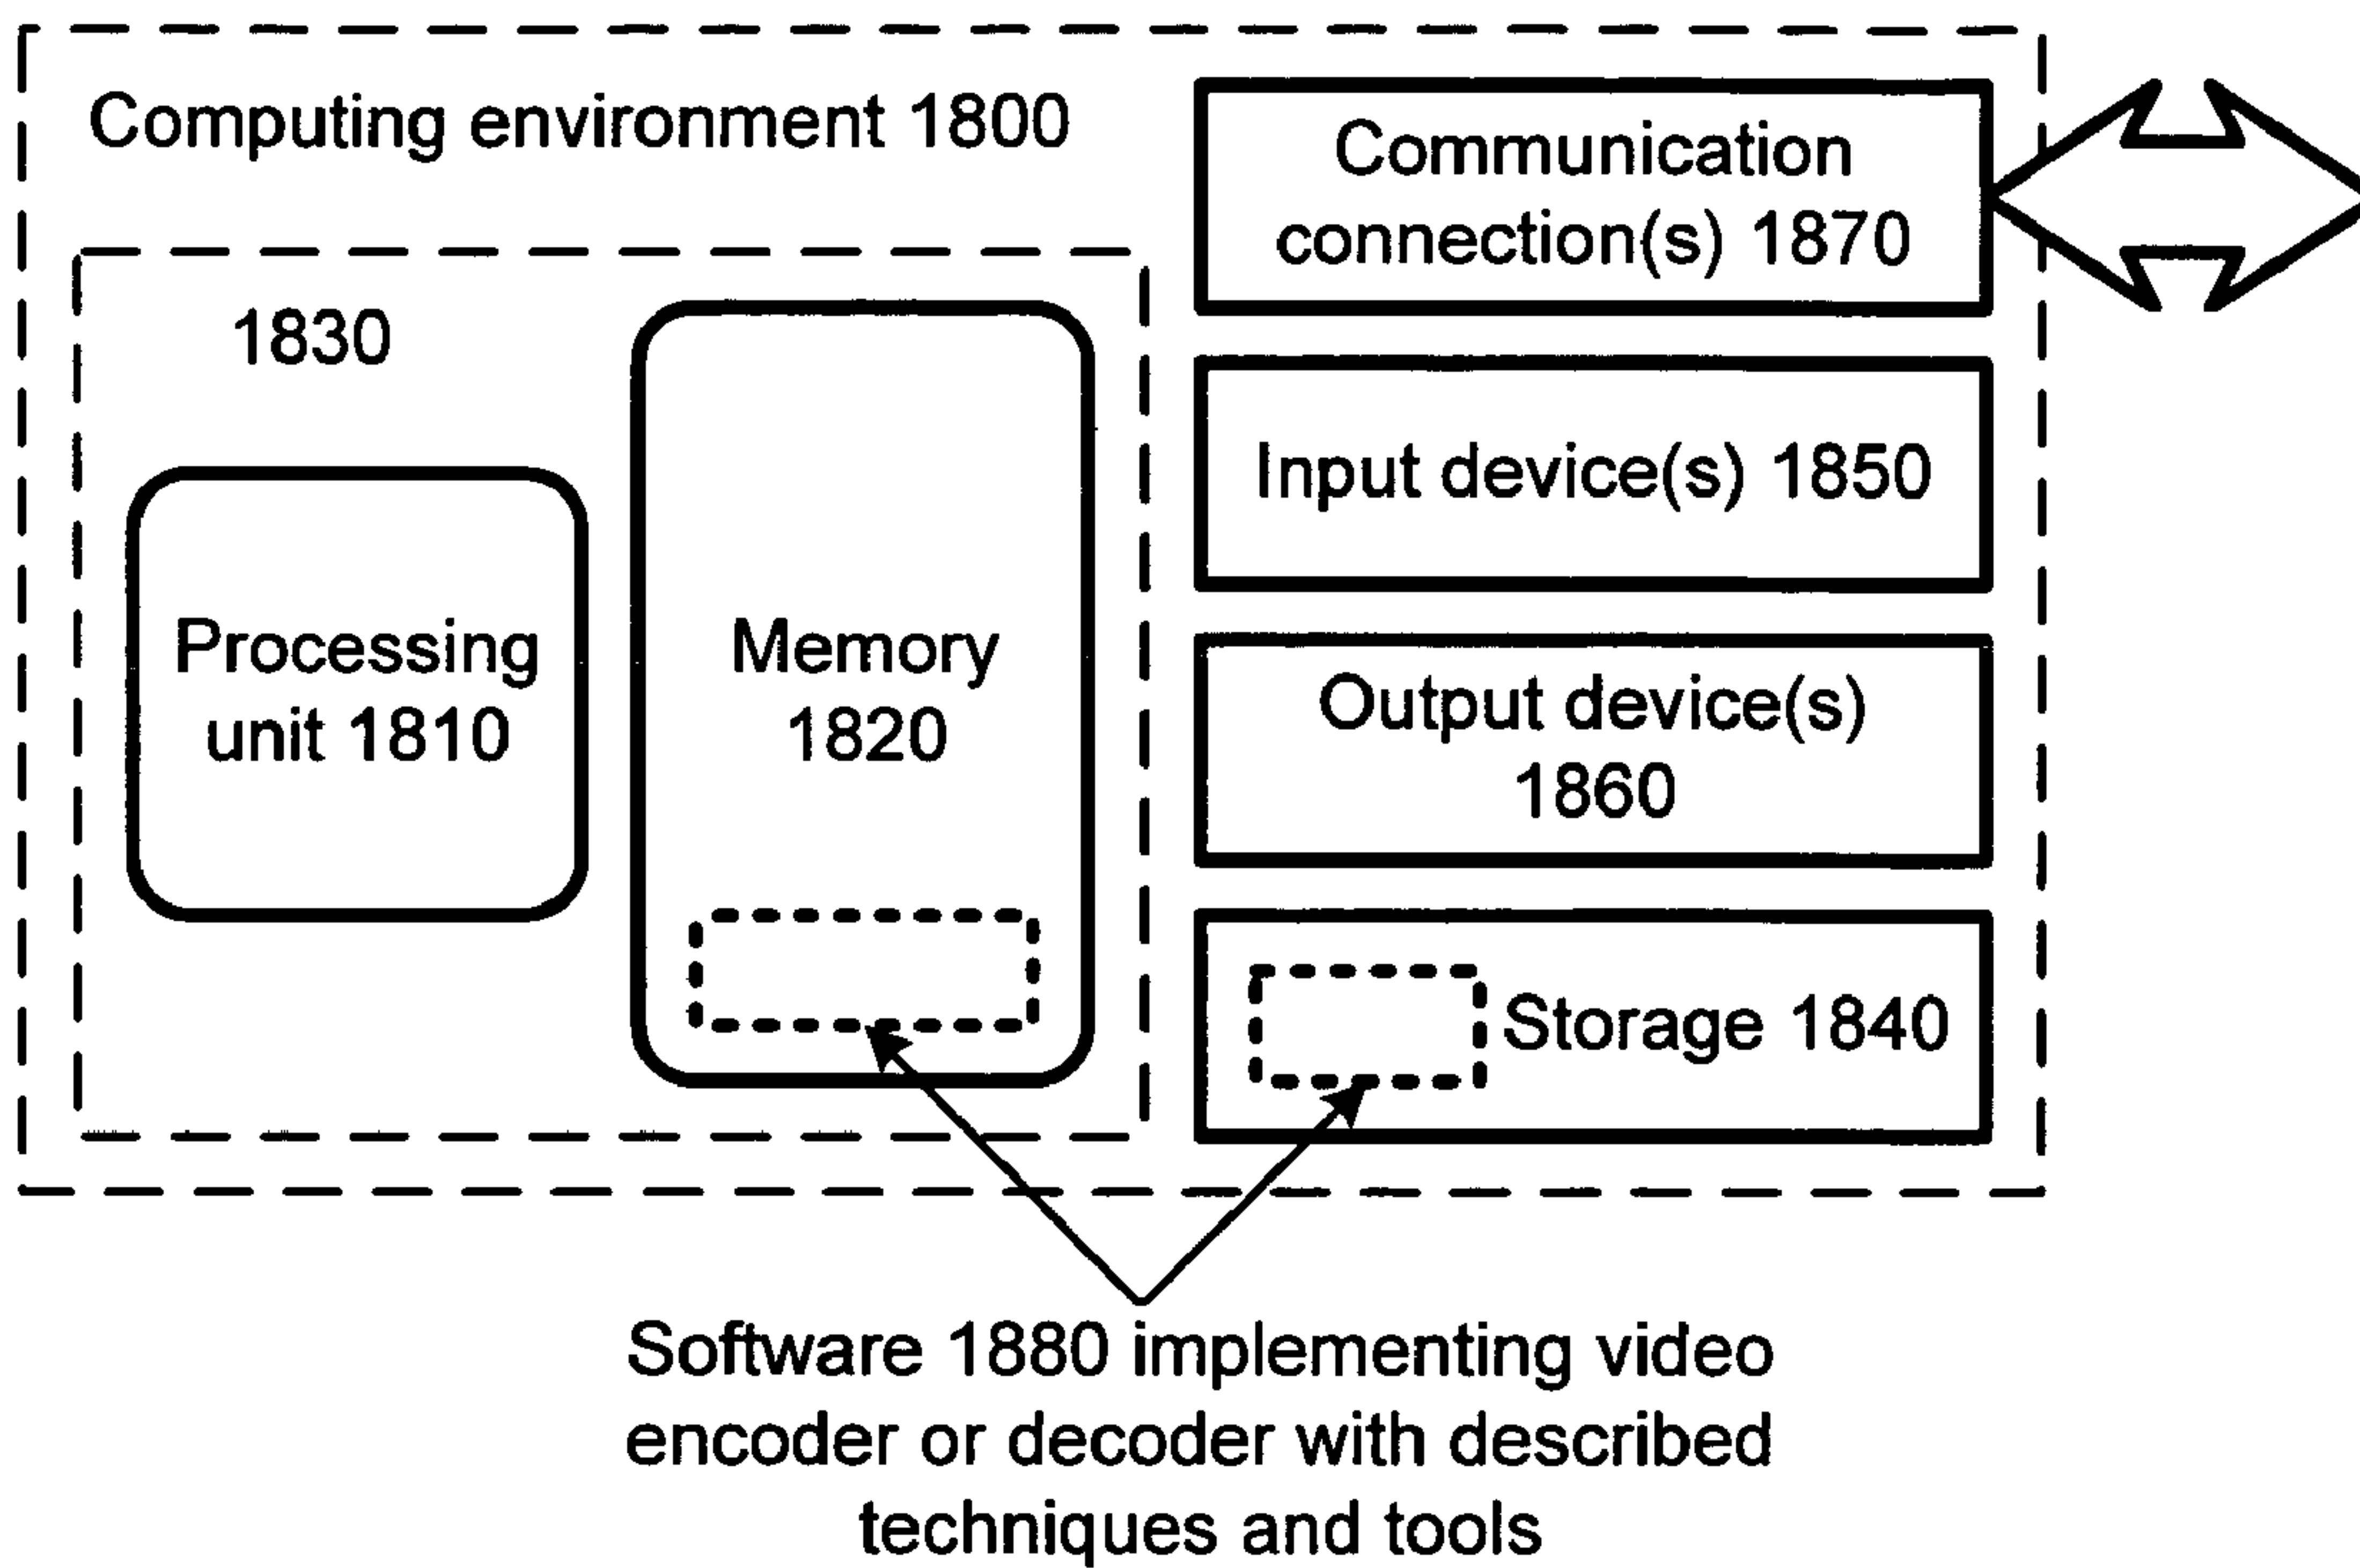 Computing environment 1800
Communication
connection(s) 1870
1830
Processing
unit 1810
Memory
1820
Input device(s) 1850
Output device(s)
1860
Storage 1840
Software 1880 implementing video
encoder or decoder with described
techniques and tools